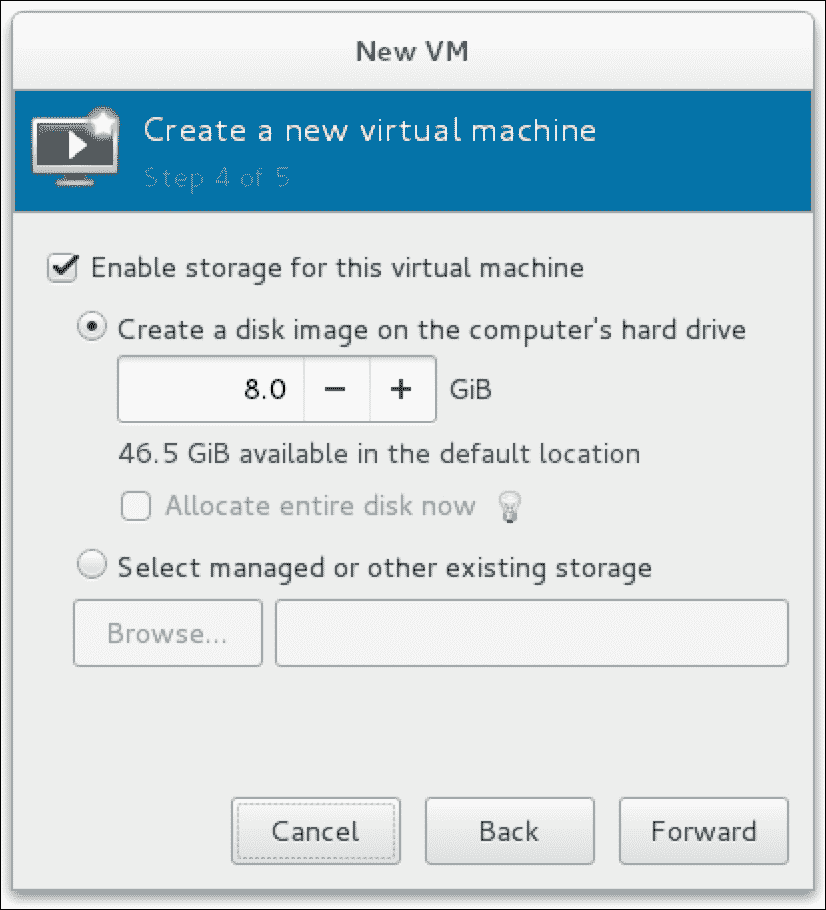 New VM
Create a new virtual machine
Step 4 of 5
Enable storage for this virtual machine
Create a disk image on the computer's hard drive
8.0 − + GiB
46.5 GiB available in the default location
Allocate entire disk now
Select managed or other existing storage
Browse...
Cancel Back Forward